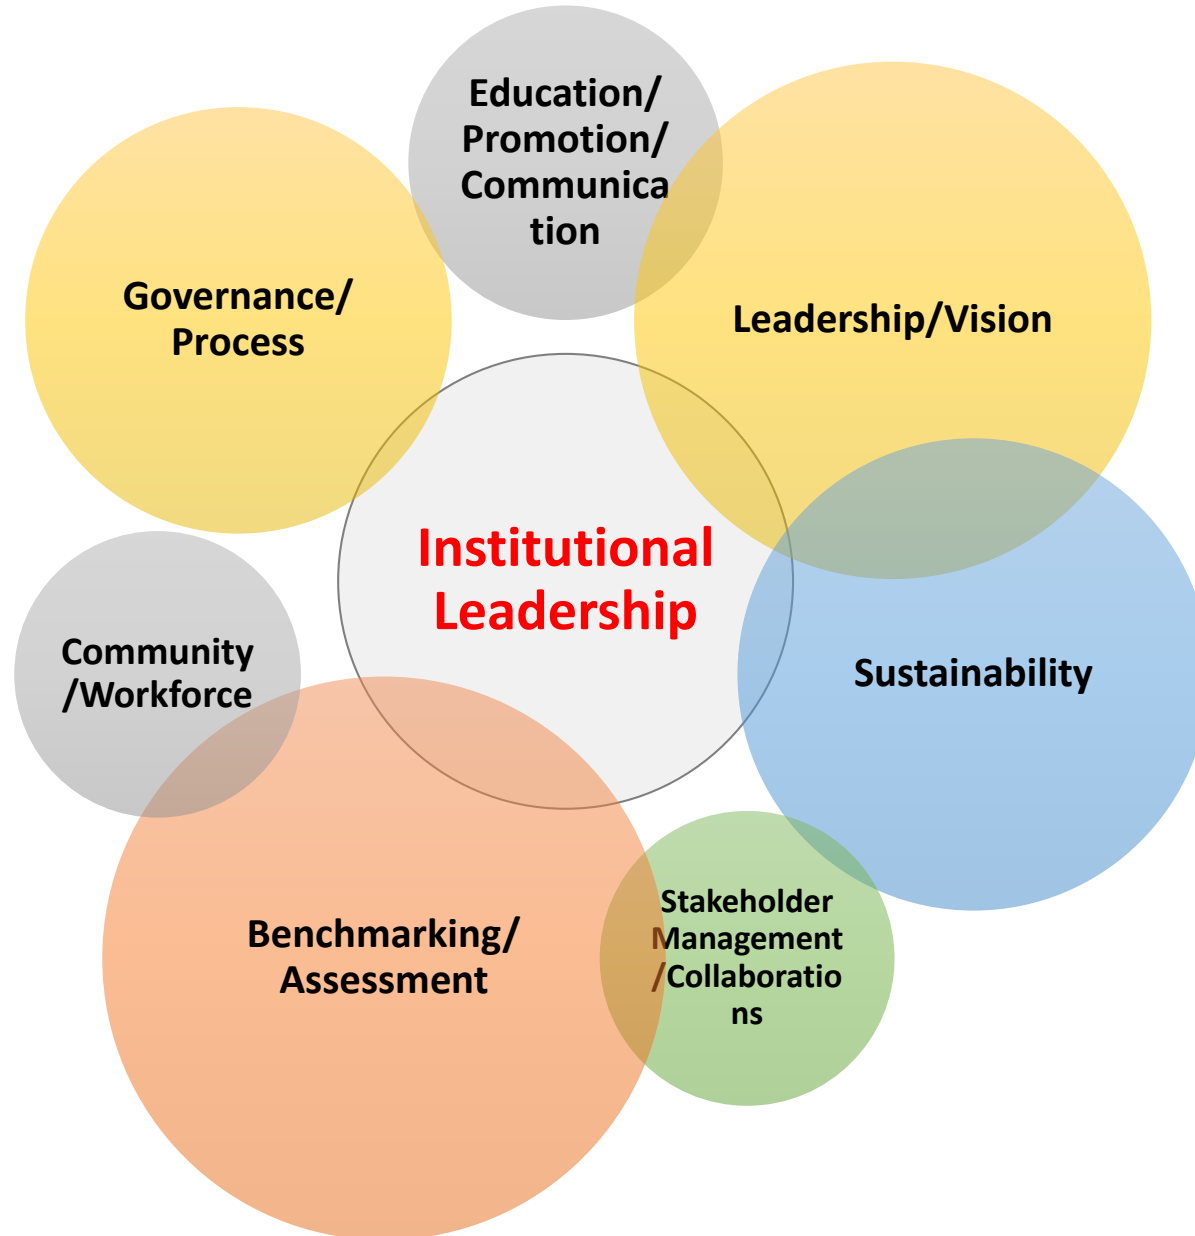 Education/
Promotion/
Communica
tion
Governance/
Process
Leadership/Vision
Institutional
Leadership
Community
/Workforce
Sustainability
Benchmarking/
Assessment
Stakeholder
Management
/Collaboratio
ns